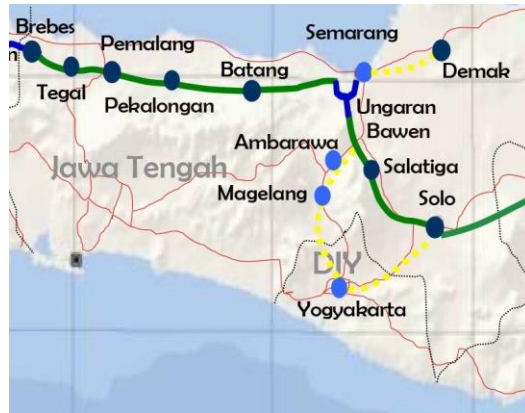 Brebes
Pemalang
Semarang
n
Tegal
Batang
Demak
Pekalongan
Ungaran
Bawen
Ambarawa
Jawa Tengah
Salatiga
Magelang
Solo
DIY
Yogyakarta